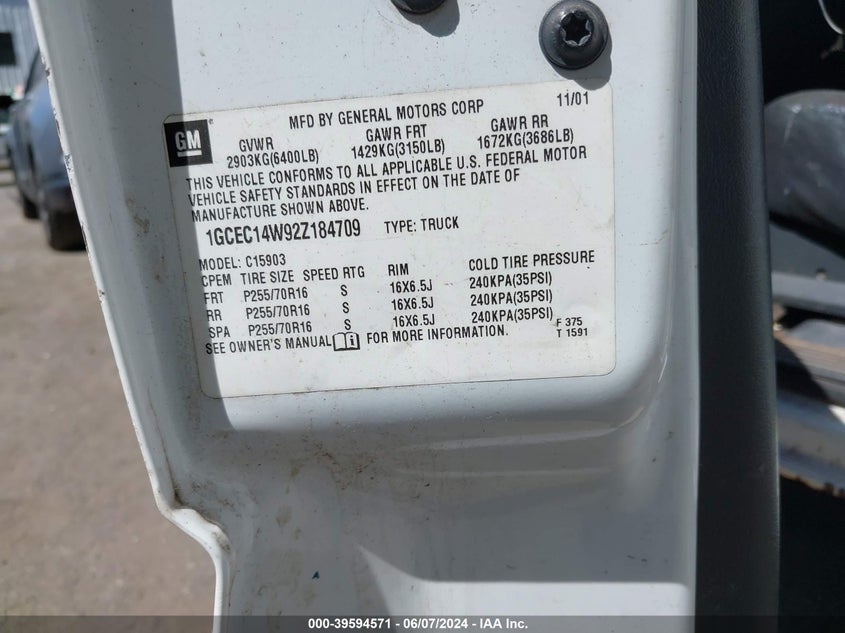 MFD BY GENERAL MOTORS CORP 11/01
GM
GVWR GAWR FRT GAWR RR
2903KG(6400LB) 1429KG(3150LB) 1672KG(3686LB)
THIS VEHICLE CONFORMS TO ALL APPLICABLE U.S. FEDERAL MOTOR
VEHICLE SAFETY STANDARDS IN EFFECT ON THE DATE OF
MANUFACTURE SHOWN ABOVE.
1GCEC14W92Z184709 TYPE: TRUCK
MODEL: C15903
CPEM TIRE SIZE SPEED RTG RIM COLD TIRE PRESSURE
FRT P255/70R16 S 16X6.5J 240KPA(35PSI)
RR P255/70R16 S 16X6.5J 240KPA(35PSI)
SPA P255/70R16 S 16X6.5J 240KPA(35PSI)
SEE OWNER'S MANUAL FOR MORE INFORMATION.
F 375
T 1591
000-39594571 - 06/07/2024 - IAA Inc.